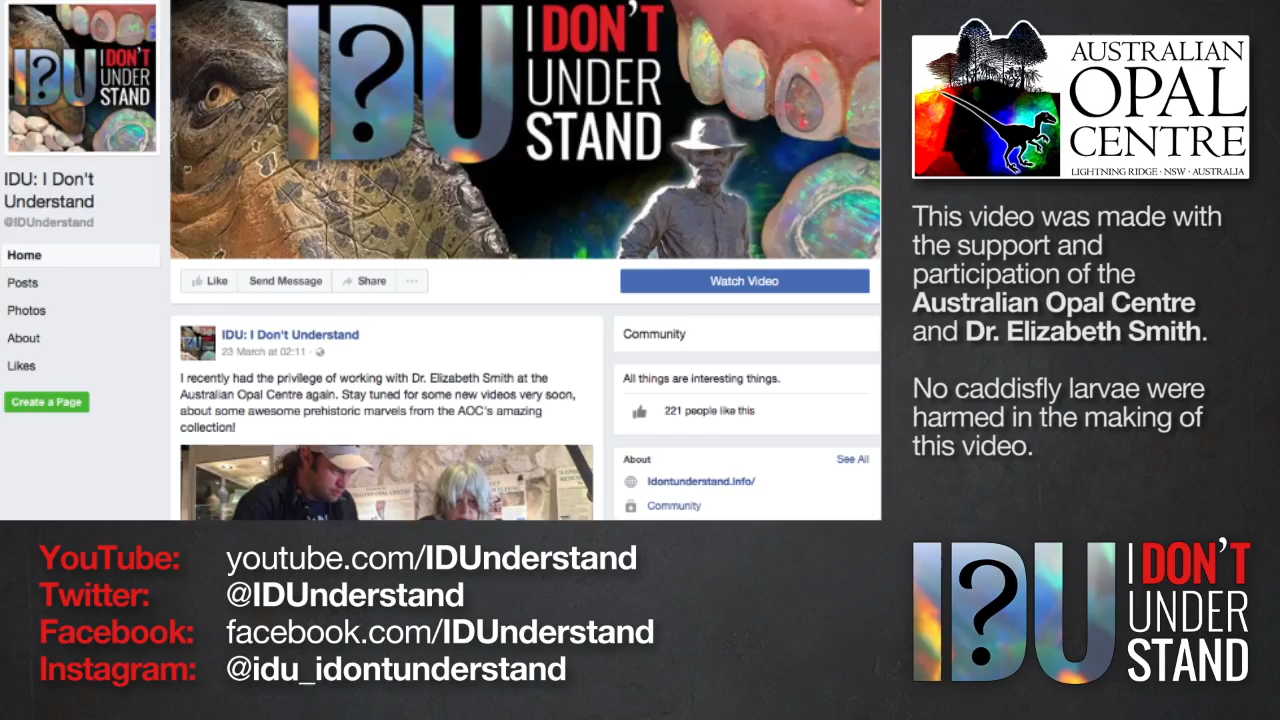 I?U I DON'T
UNDER
STAND
IDU: I Don't
Understand
@IDUnderstand
Home
Posts
Photos
About
Likes
Create a Page
I?U I DON'T
UNDER
STAND
Like
Send Message
Share
...
Watch Video
IDU: I Don't Understand
23 March at 02:11 ·
I recently had the privilege of working with Dr. Elizabeth Smith at the
Australian Opal Centre again. Stay tuned for some new videos very soon,
about some awesome prehistoric marvels from the AOC's amazing
collection!
Community
All things are interesting things.
221 people like this
About
See All
Idontunderstand.info/
Community
AUSTRALIAN
OPAL
CENTRE
LIGHTNING RIDGE · NSW · AUSTRALIA
This video was made with
the support and
participation of the
Australian Opal Centre
and Dr. Elizabeth Smith.
No caddisfly larvae were
harmed in the making of
this video.
YouTube: youtube.com/IDUnderstand
Twitter: @IDUnderstand
Facebook: facebook.com/IDUnderstand
Instagram: @idu_idontunderstand
I?U I DON'T
UNDER
STAND